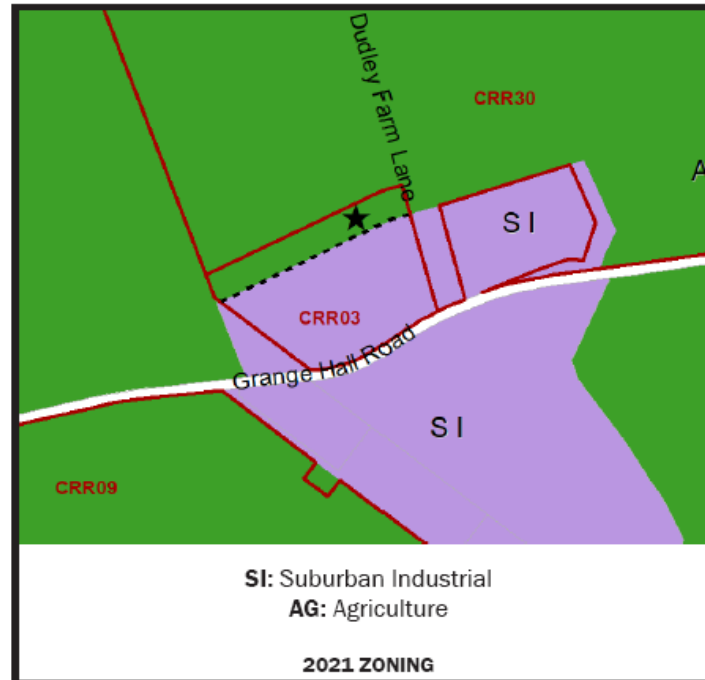 Dudley Farm Lane
CRR30
A
S I
CRR03
Grange Hall Road
S I
CRR09
SI: Suburban Industrial
AG: Agriculture
2021 ZONING